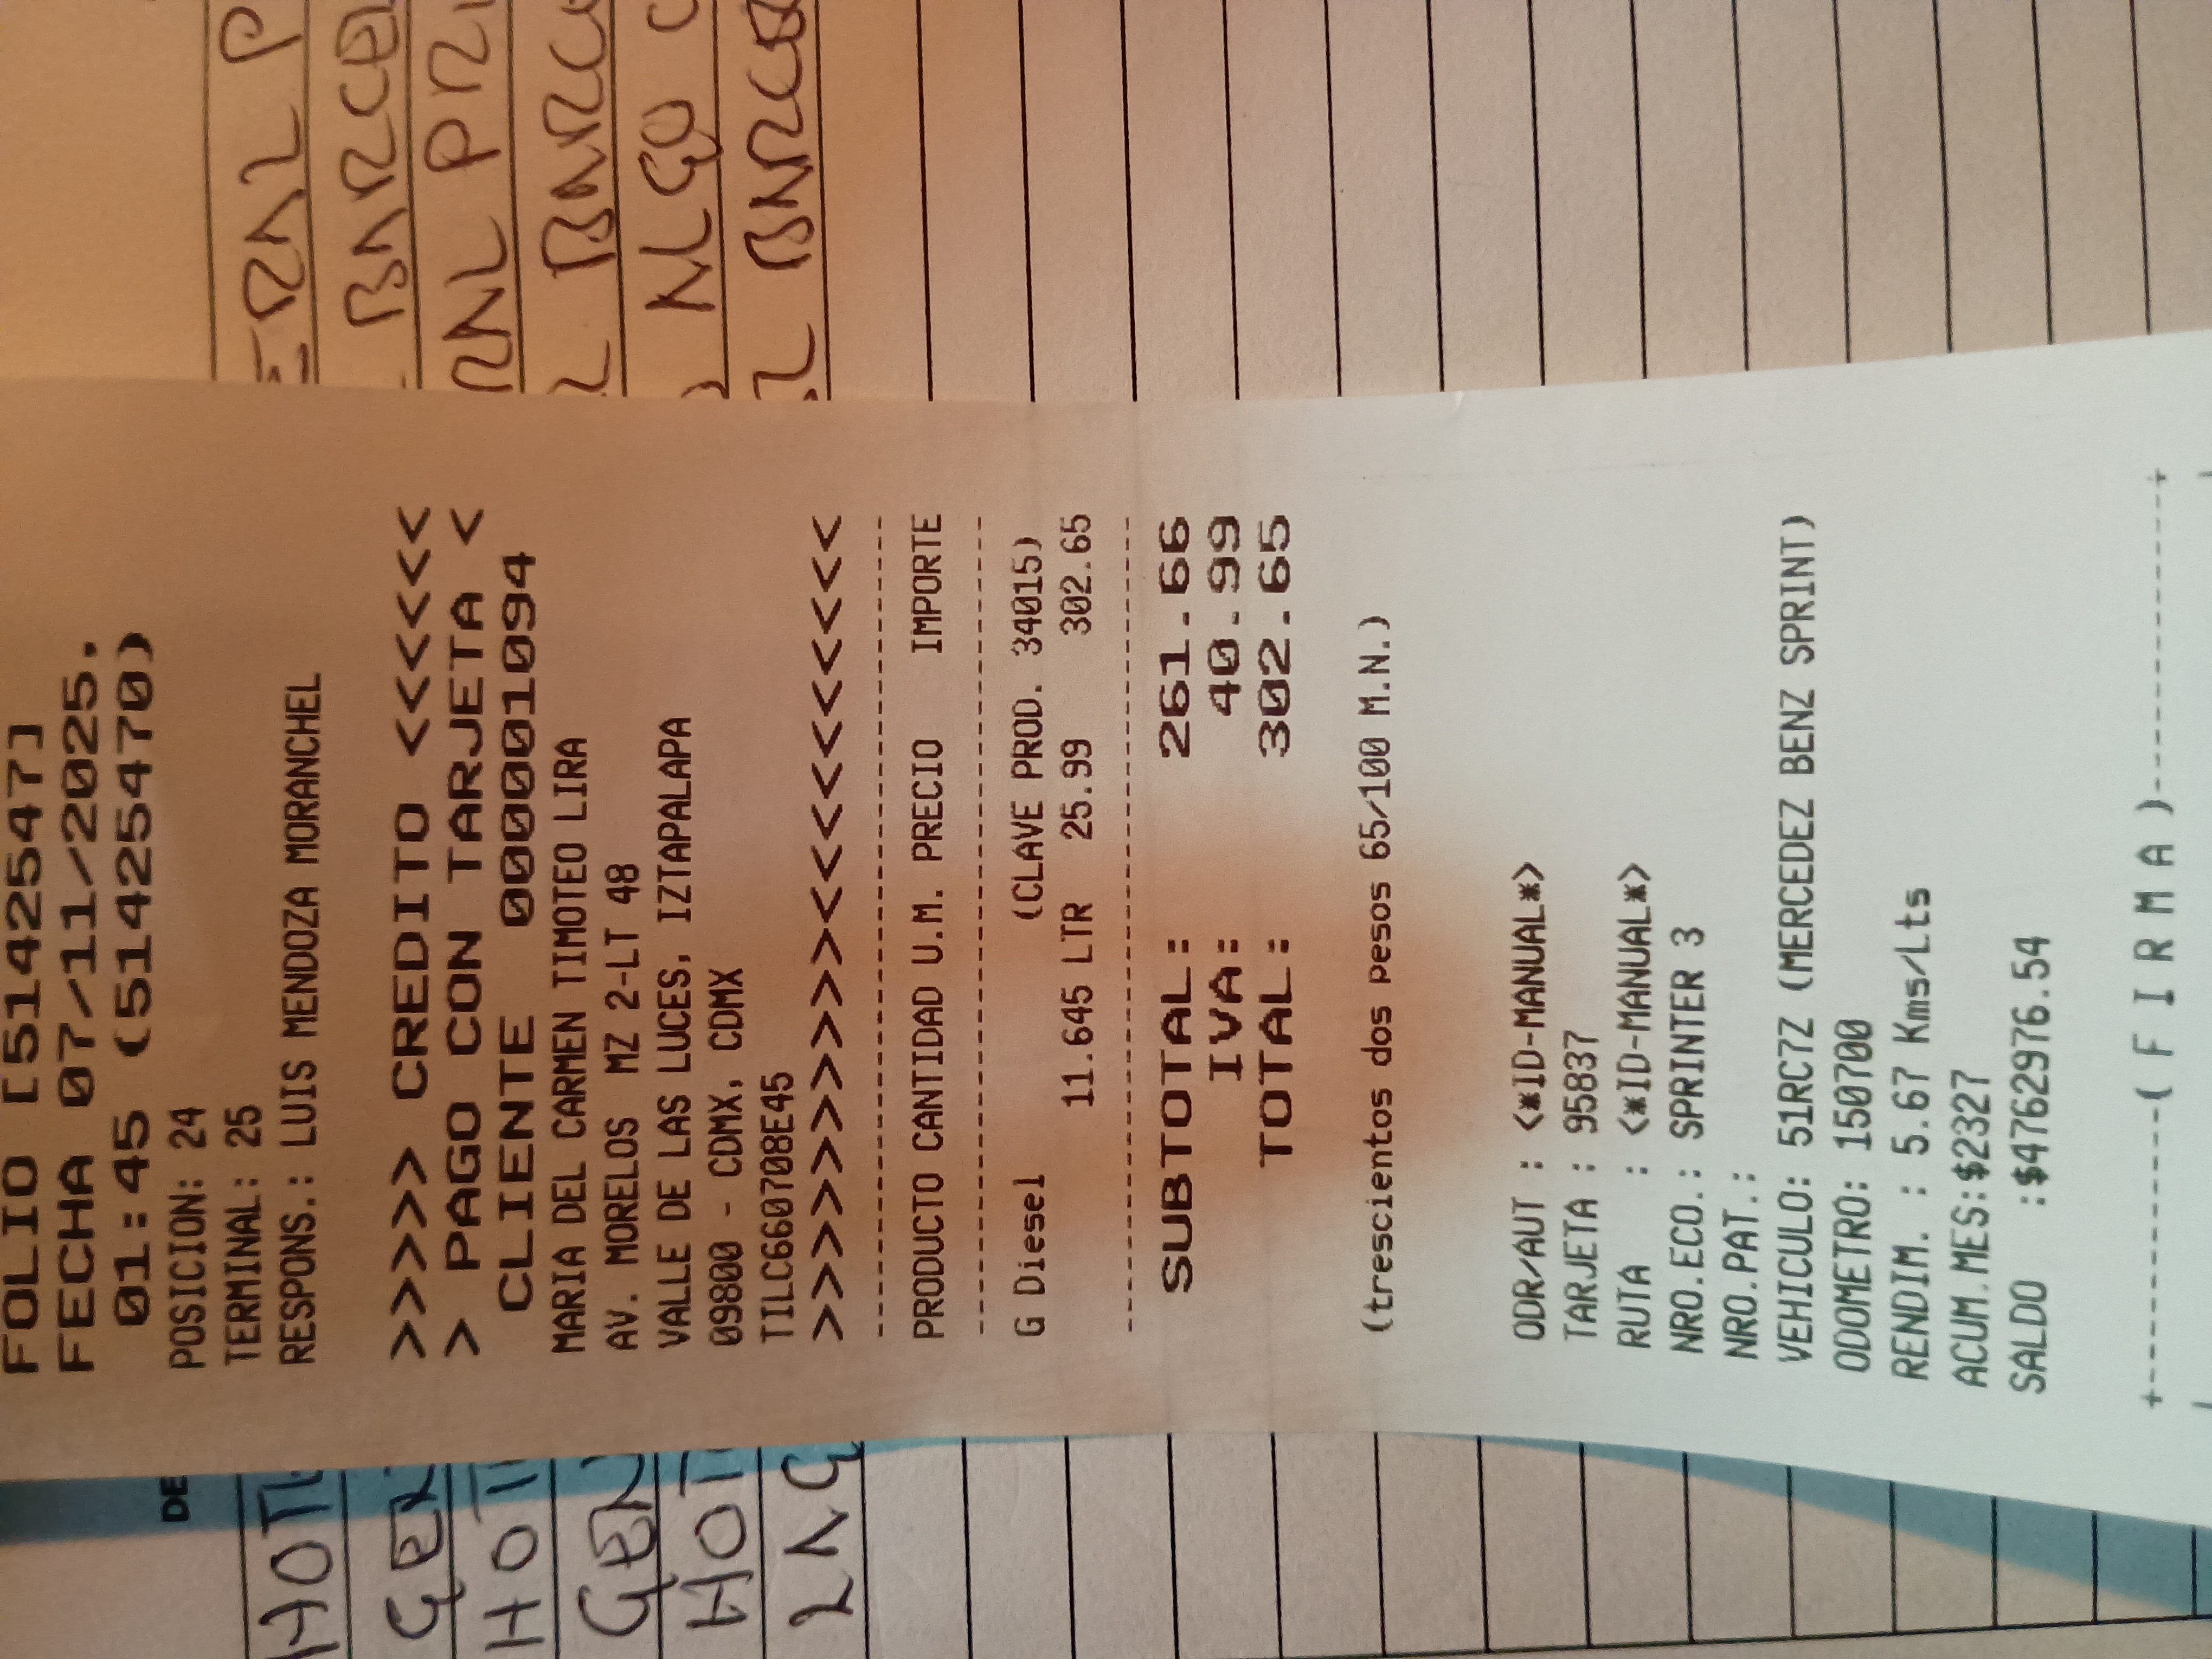 FOLIO [51425547]
FECHA 07/11/2025.
01:45 (514255470)
POSICION: 24
TERMINAL: 25
RESPONS.: LUIS MENDOZA MORANCHEL
>>>> CREDITO <<<<<
> PAGO CON TARJETA <
CLIENTE 0000001094
MARIA DEL CARMEN TIMOTEO LIRA
AV. MORELOS MZ 2-LT 48
VALLE DE LAS LUCES, IZTAPALAPA
09800 - CDMX, CDMX
TILC660708E45
>>>>>>>>>><<<<<<<<<<
PRODUCTO CANTIDAD U.M. PRECIO IMPORTE
G Diesel (CLAVE PROD. 34015)
11.645 LTR 25.99 302.65
SUBTOTAL: 261.66
IVA: 40.99
TOTAL: 302.65
(trescientos dos pesos 65/100 M.N.)
ODR/AUT : <*ID-MANUAL*>
TARJETA : 95837
RUTA : <*ID-MANUAL*>
NRO.ECO.: SPRINTER 3
NRO.PAT.:
VEHICULO: 51RC7Z (MERCEDEZ BENZ SPRINT)
ODOMETRO: 150700
RENDIM. : 5.67 Kms/Lts
ACUM.MES:$2327
SALDO :$4762976.54
+---------( F I R M A )---------+
DE